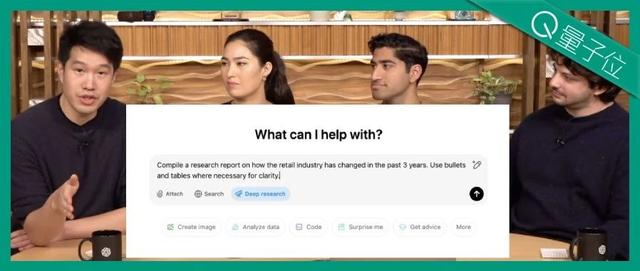 量子位
What can I help with?
Compile a research report on how the retail industry has changed in the past 3 years. Use bullets
and tables where necessary for clarity.
Attach Search Deep research
Create image Analyze data Code Surprise me Get advice More